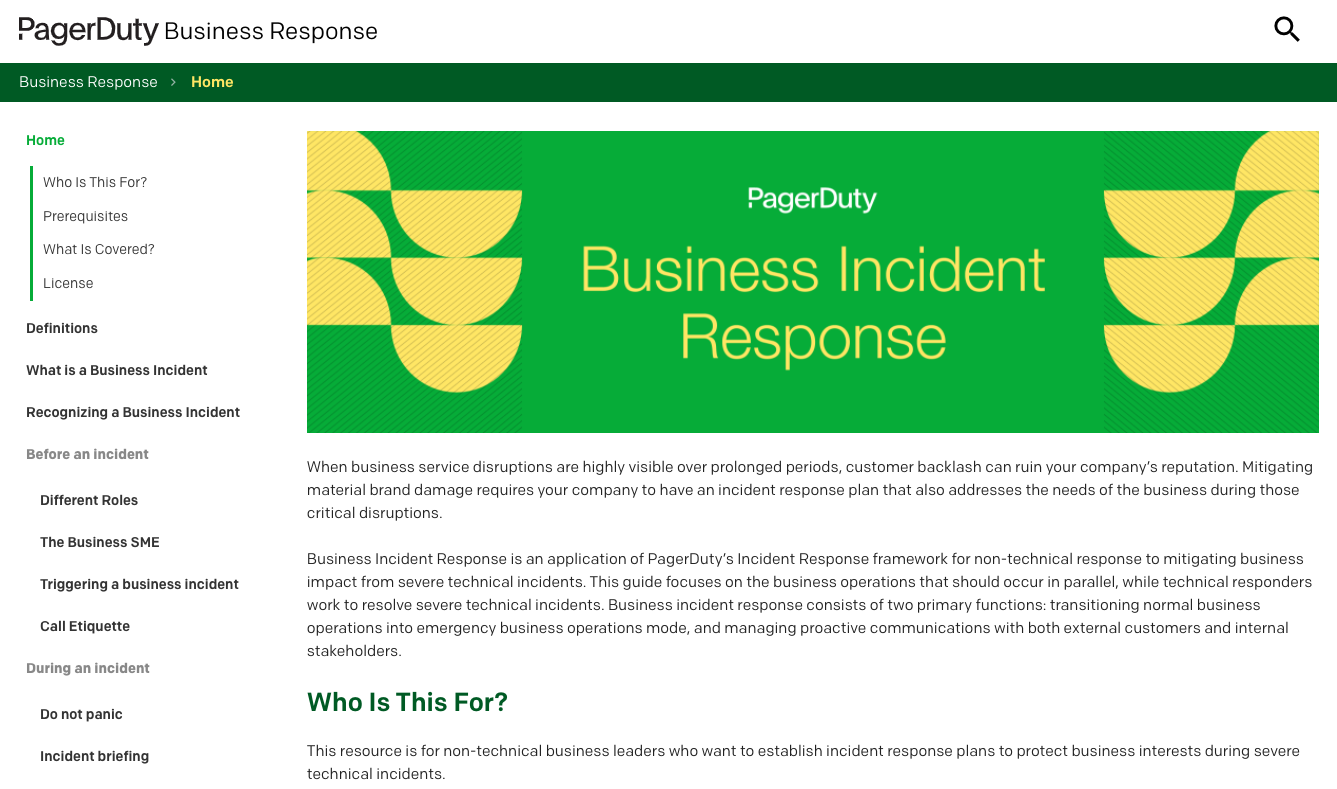 PagerDuty Business Response
Business Response > Home
Home
Who Is This For?
Prerequisites
What Is Covered?
License
Definitions
What is a Business Incident
Recognizing a Business Incident
Before an incident
Different Roles
The Business SME
Triggering a business incident
Call Etiquette
During an incident
Do not panic
Incident briefing
PagerDuty
Business Incident
Response
When business service disruptions are highly visible over prolonged periods, customer backlash can ruin your company’s reputation. Mitigating
material brand damage requires your company to have an incident response plan that also addresses the needs of the business during those
critical disruptions.
Business Incident Response is an application of PagerDuty’s Incident Response framework for non-technical response to mitigating business
impact from severe technical incidents. This guide focuses on the business operations that should occur in parallel, while technical responders
work to resolve severe technical incidents. Business incident response consists of two primary functions: transitioning normal business
operations into emergency business operations mode, and managing proactive communications with both external customers and internal
stakeholders.
Who Is This For?
This resource is for non-technical business leaders who want to establish incident response plans to protect business interests during severe
technical incidents.